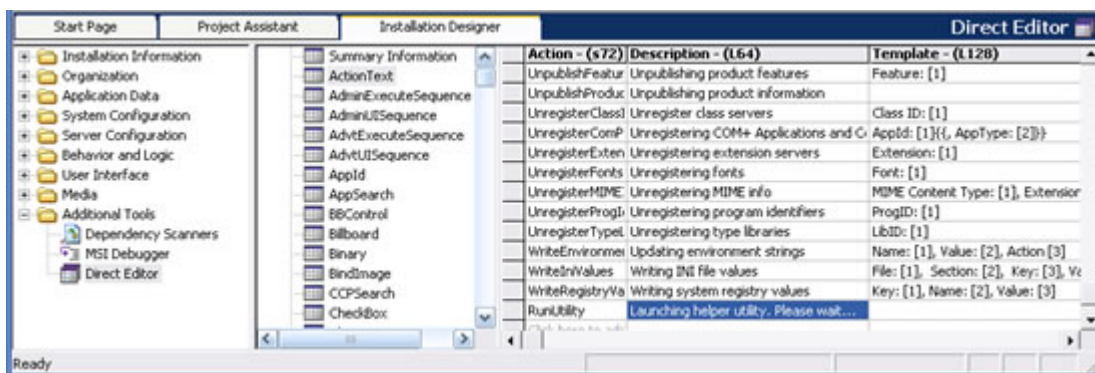 Start Page
Project Assistant
Installation Designer
Direct Editor
Installation Information
Organization
Application Data
System Configuration
Server Configuration
Behavior and Logic
User Interface
Media
Additional Tools
Dependency Scanners
MSI Debugger
Direct Editor
Summary Information
ActionText
AdminExecuteSequence
AdminUISequence
AdvtExecuteSequence
AdvtUISequence
AppId
AppSearch
BBControl
Billboard
Binary
BindImage
CCPSearch
CheckBox
Action - (s72) Description - (L64) Template - (L128)
UnpublishFeatur Unpublishing product features Feature: [1]
UnpublishProduc Unpublishing product information
UnregisterClassI Unregister class servers Class ID: [1]
UnregisterComP Unregistering COM+ Applications and C AppId: [1]{{, AppType: [2]}}
UnregisterExten Unregistering extension servers Extension: [1]
UnregisterFonts Unregistering fonts Font: [1]
UnregisterMIME Unregistering MIME info MIME Content Type: [1], Extension
UnregisterProgI Unregistering program identifiers ProgID: [1]
UnregisterTypeL Unregistering type libraries LibID: [1]
WriteEnvironmen Updating environment strings Name: [1], Value: [2], Action [3]
WriteIniValues Writing INI file values File: [1], Section: [2], Key: [3], Va
WriteRegistryVa Writing system registry values Key: [1], Name: [2], Value: [3]
RunUtility Launching helper utility. Please wait...
Ready